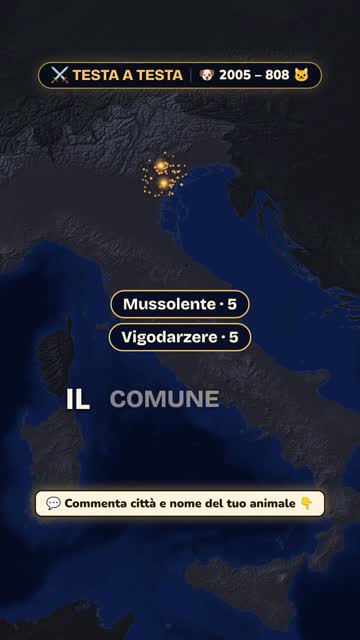 ⚔️ TESTA A TESTA | 🐶 2005 – 808 🐱
Mussolente · 5
Vigodarzere · 5
IL COMUNE
💬 Commenta città e nome del tuo animale 👇